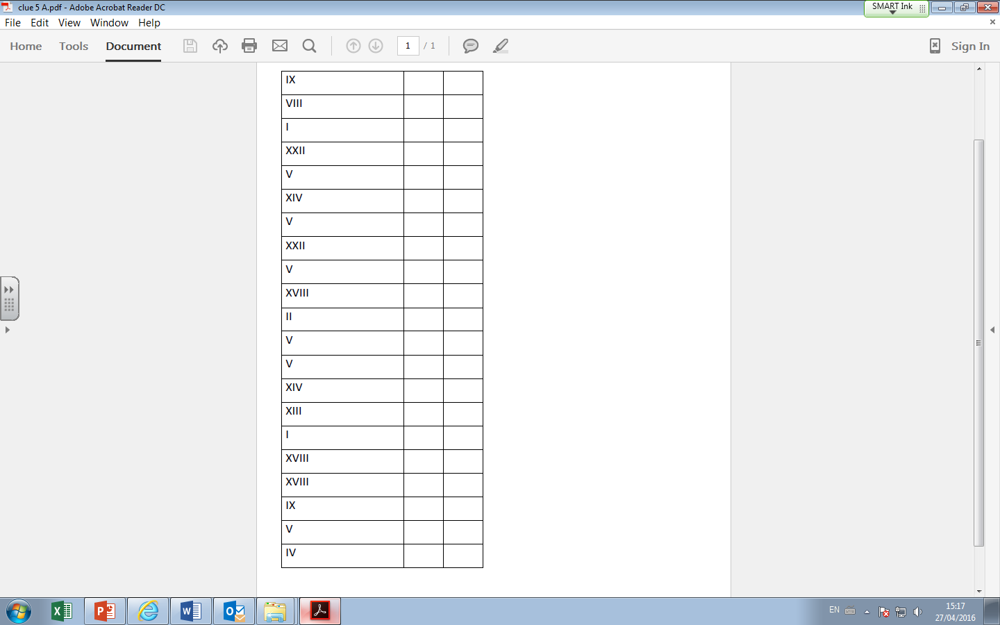 clue 5 A.pdf - Adobe Acrobat Reader DC
SMART Ink
File Edit View Window Help
Home Tools Document 1 / 1 Sign In
IX
VIII
I
XXII
V
XIV
V
XXII
V
XVIII
II
V
V
XIV
XIII
I
XVIII
XVIII
IX
V
IV
EN 15:17
27/04/2016